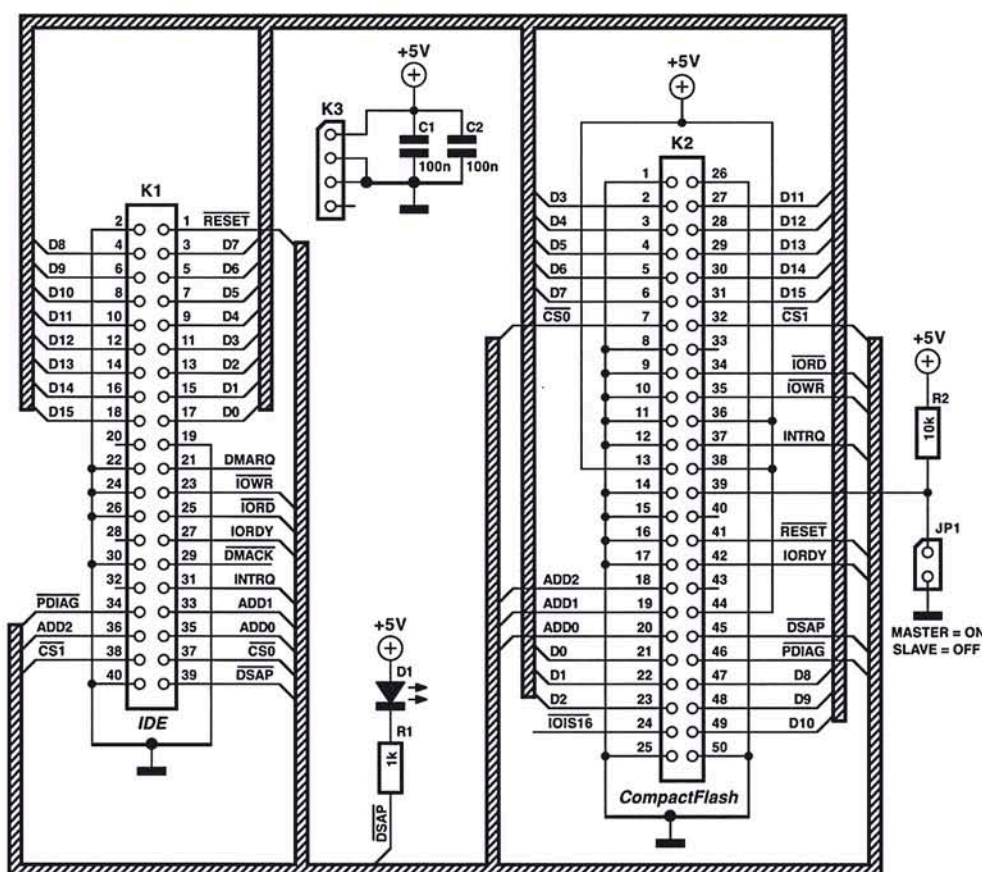 +5V
K3
C1
C2
100n
100n
K1
2 1 RESET
D8 4 3 D7
D9 6 5 D6
D10 8 7 D5
D11 10 9 D4
D12 12 11 D3
D13 14 13 D2
D14 16 15 D1
D15 18 17 D0
20 19
22 21 DMARQ
24 23 IOWR
26 25 IORD
28 27 IORDY
30 29 DMACK
32 31 INTRQ
PDIAG 34 33 ADD1
ADD2 36 35 ADD0
CS1 38 37 CS0
40 39 DSAP
IDE
+5V
D1
R1
1k
DSAP
+5V
K2
1 26
D3 2 27 D11
D4 3 28 D12
D5 4 29 D13
D6 5 30 D14
D7 6 31 D15
CS0 7 32 CS1
8 33
9 34 IORD
10 35 IOWR
11 36
12 37 INTRQ
13 38
14 39
15 40
16 41 RESET
17 42 IORDY
ADD2 18 43
ADD1 19 44
ADD0 20 45 DSAP
D0 21 46 PDIAG
D1 22 47 D8
D2 23 48 D9
IOIS16 24 49 D10
25 50
CompactFlash
+5V
R2
10k
JP1
MASTER = ON
SLAVE = OFF